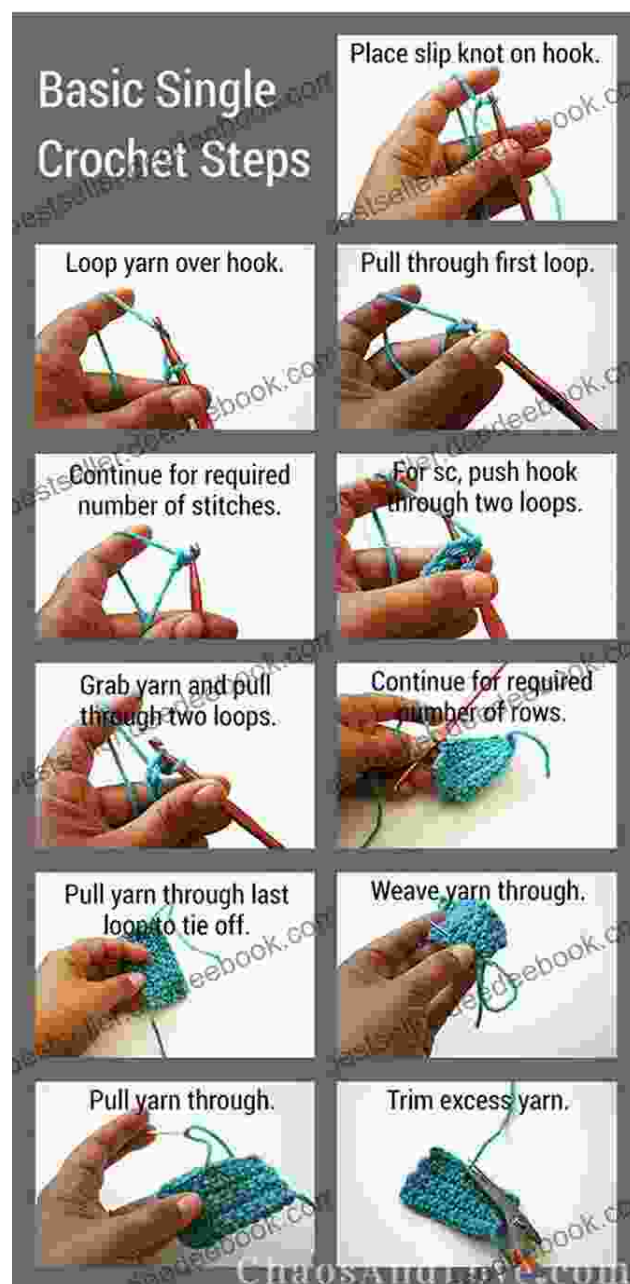 Basic Single
Crochet Steps
Place slip knot on hook.
Loop yarn over hook.
Pull through first loop.
Continue for required
number of stitches.
For sc, push hook
through two loops.
Grab yarn and pull
through two loops.
Continue for required
number of rows.
Pull yarn through last
loop to tie off.
Weave yarn through.
Pull yarn through.
Trim excess yarn.
bestseller.deedeebook.com